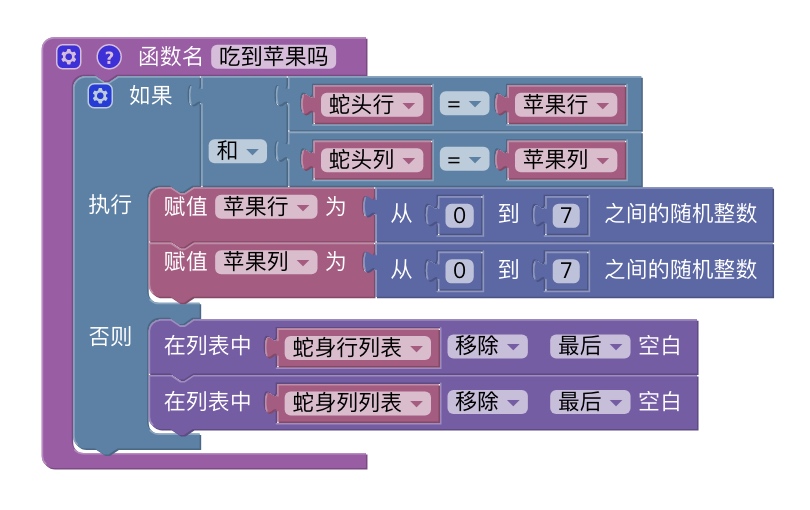 ? 函数名 吃到苹果吗
如果 蛇头行 = 苹果行
和 蛇头列 = 苹果列
执行 赋值 苹果行 为 从 0 到 7 之间的随机整数
赋值 苹果列 为 从 0 到 7 之间的随机整数
否则 在列表中 蛇身行列表 移除 最后 空白
在列表中 蛇身列列表 移除 最后 空白